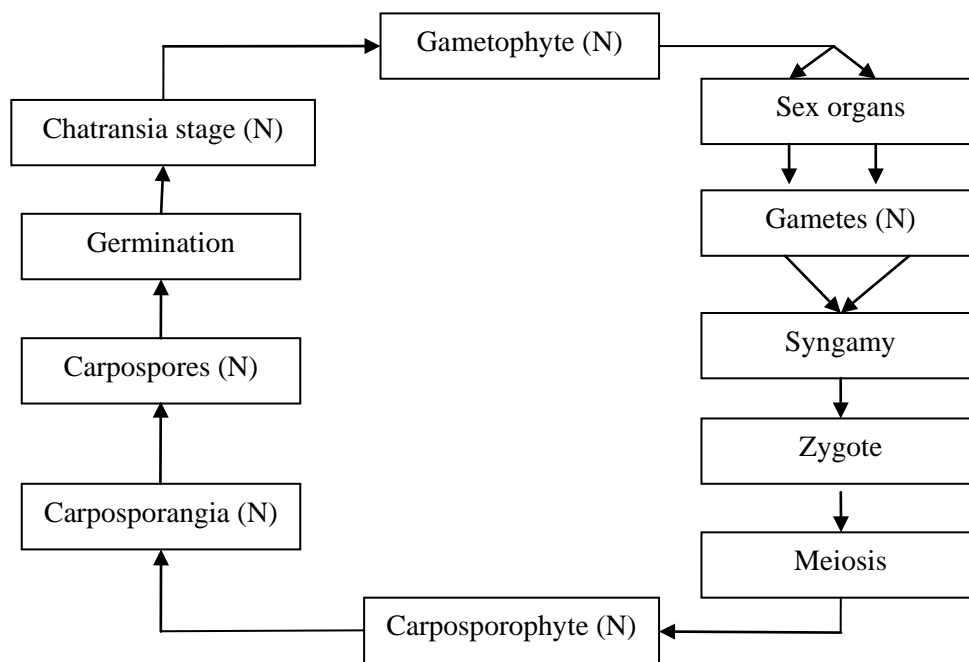 Gametophyte (N)
Sex organs
Gametes (N)
Syngamy
Zygote
Meiosis
Carposporophyte (N)
Carposporangia (N)
Carpospores (N)
Germination
Chatransia stage (N)